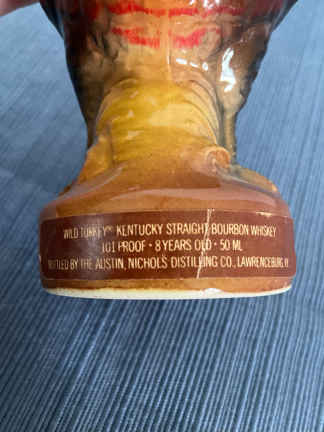 WILD TURKEY™ KENTUCKY STRAIGHT BOURBON WHISKEY
101 PROOF • 8 YEARS OLD • 50 ML
BOTTLED BY THE AUSTIN, NICHOLS DISTILLING CO., LAWRENCEBURG, KY.